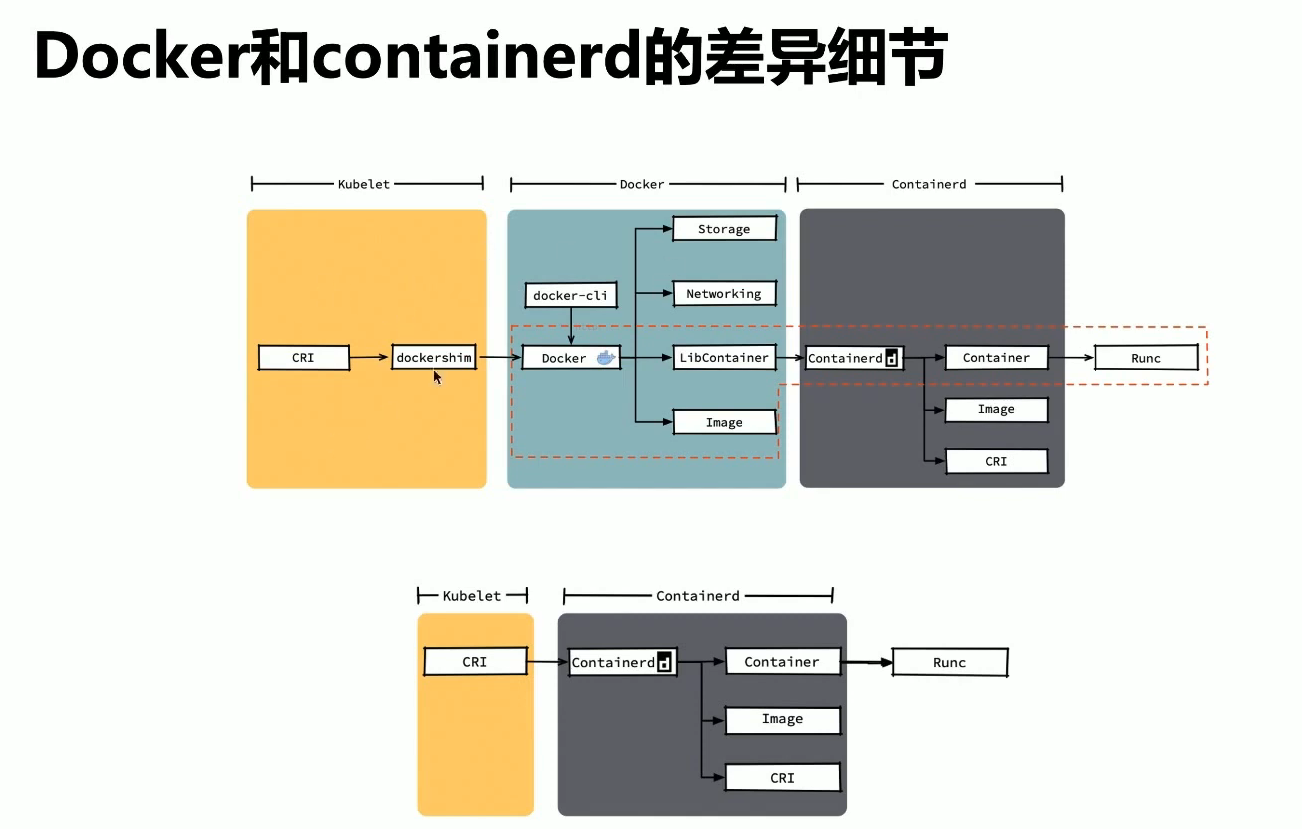 Docker和containerd的差异细节
Kubelet
Docker
Containerd
Storage
docker-cli
Networking
CRI
dockershim
Docker
LibContainer
Containerd d
Container
Runc
Image
Image
CRI
Kubelet
Containerd
CRI
Containerd d
Container
Runc
Image
CRI